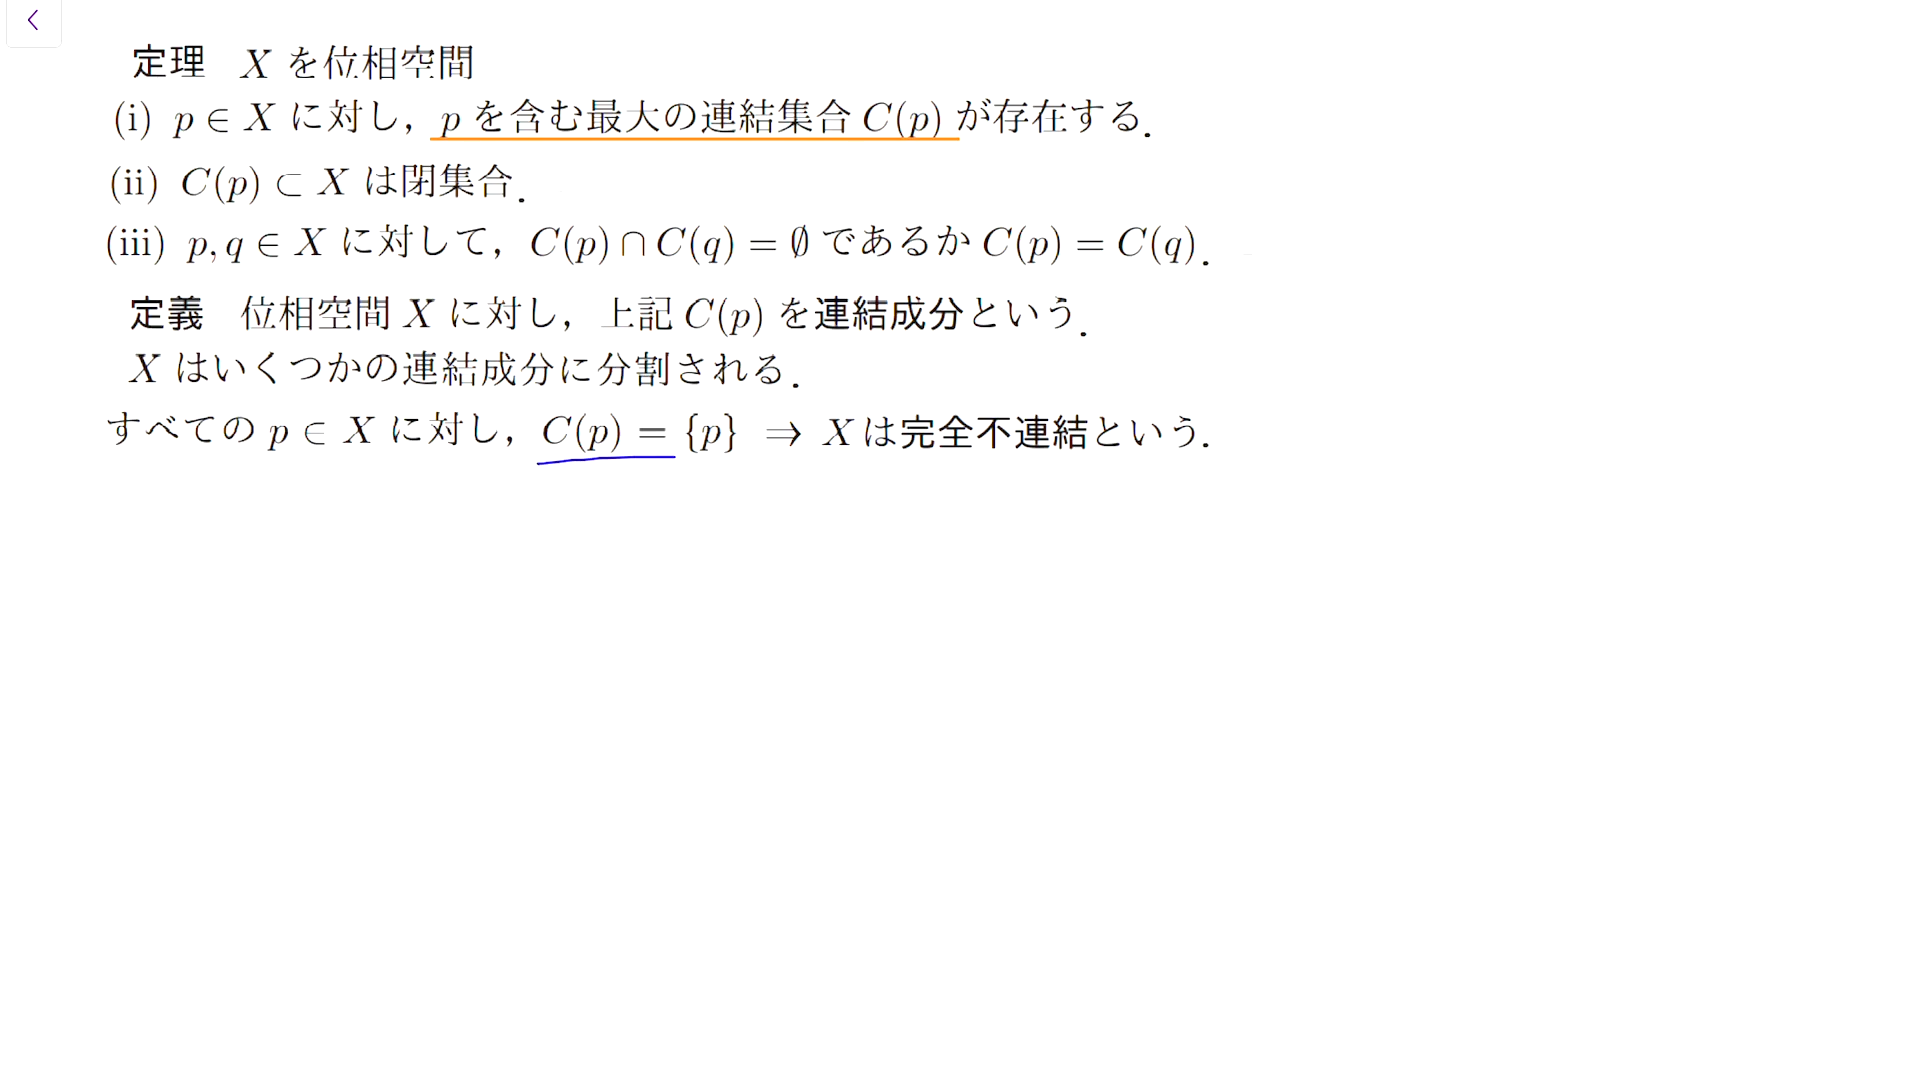 定理 X を位相空間
(i) p ∈ X に対し，p を含む最大の連結集合 C(p) が存在する．
(ii) C(p) ⊂ X は閉集合．
(iii) p, q ∈ X に対して，C(p) ∩ C(q) = ∅ であるか C(p) = C(q)．
定義 位相空間 X に対し，上記 C(p) を連結成分という．
X はいくつかの連結成分に分割される．
すべての p ∈ X に対し，C(p) = {p} ⇒ X は完全不連結という．